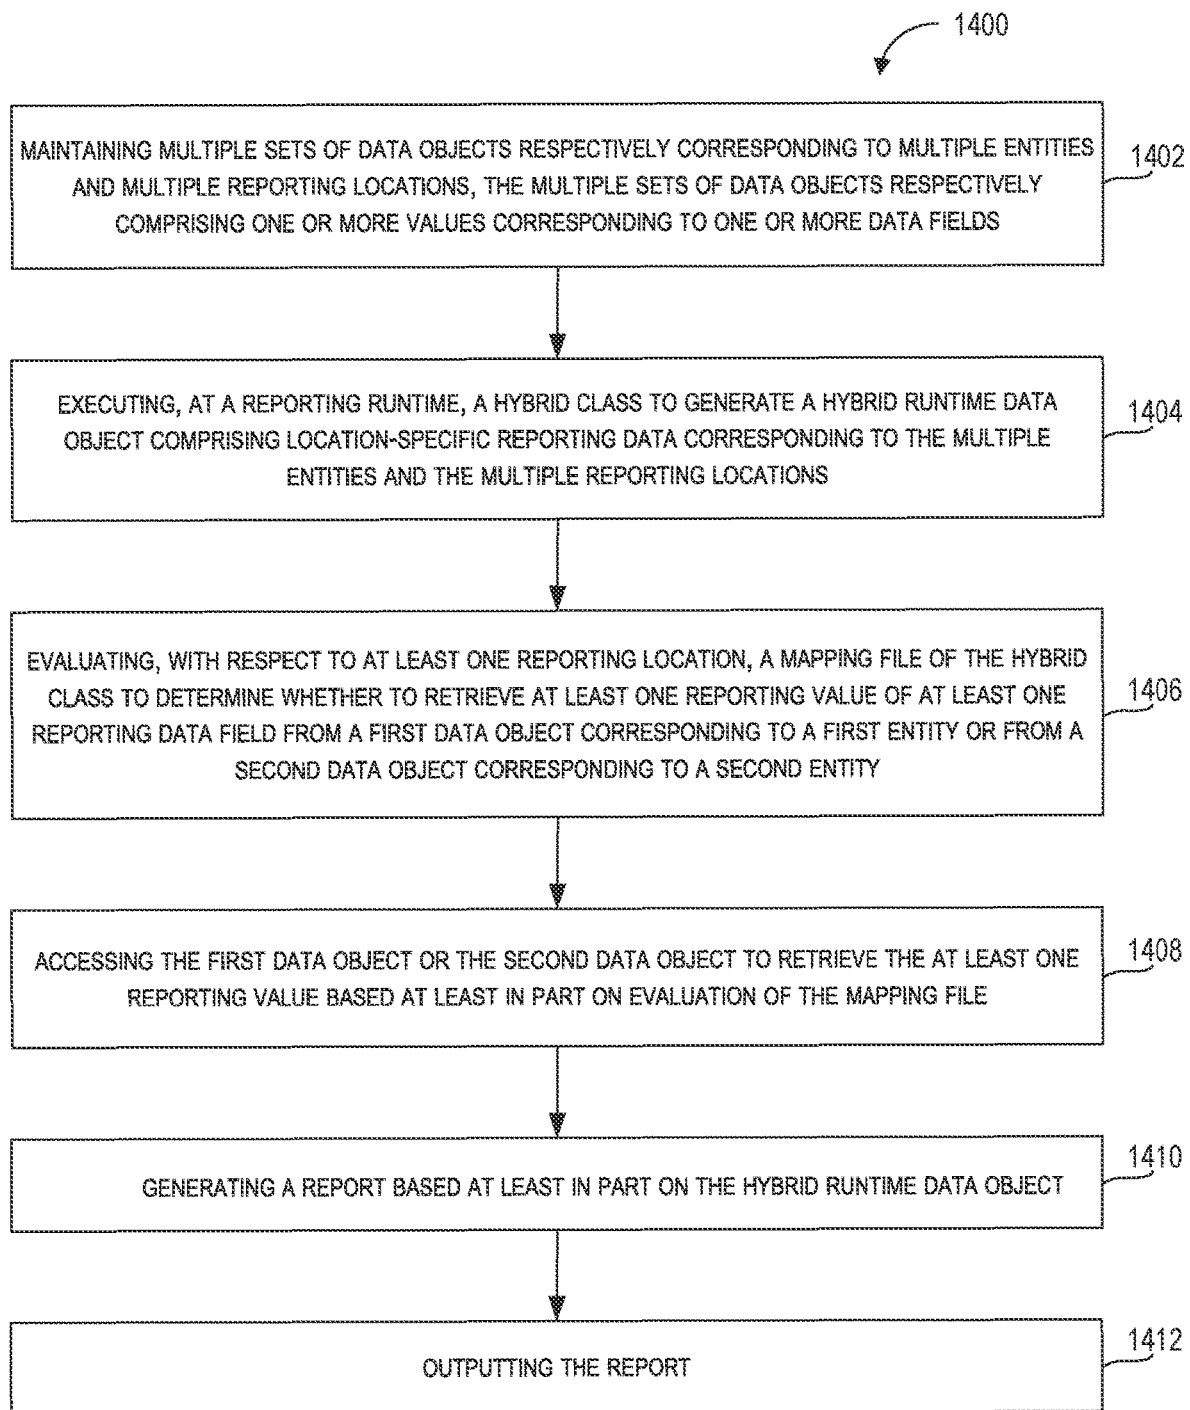 1400
MAINTAINING MULTIPLE SETS OF DATA OBJECTS RESPECTIVELY CORRESPONDING TO MULTIPLE ENTITIES
AND MULTIPLE REPORTING LOCATIONS, THE MULTIPLE SETS OF DATA OBJECTS RESPECTIVELY
COMPRISING ONE OR MORE VALUES CORRESPONDING TO ONE OR MORE DATA FIELDS
1402
EXECUTING, AT A REPORTING RUNTIME, A HYBRID CLASS TO GENERATE A HYBRID RUNTIME DATA
OBJECT COMPRISING LOCATION-SPECIFIC REPORTING DATA CORRESPONDING TO THE MULTIPLE
ENTITIES AND THE MULTIPLE REPORTING LOCATIONS
1404
EVALUATING, WITH RESPECT TO AT LEAST ONE REPORTING LOCATION, A MAPPING FILE OF THE HYBRID
CLASS TO DETERMINE WHETHER TO RETRIEVE AT LEAST ONE REPORTING VALUE OF AT LEAST ONE
REPORTING DATA FIELD FROM A FIRST DATA OBJECT CORRESPONDING TO A FIRST ENTITY OR FROM A
SECOND DATA OBJECT CORRESPONDING TO A SECOND ENTITY
1406
ACCESSING THE FIRST DATA OBJECT OR THE SECOND DATA OBJECT TO RETRIEVE THE AT LEAST ONE
REPORTING VALUE BASED AT LEAST IN PART ON EVALUATION OF THE MAPPING FILE
1408
GENERATING A REPORT BASED AT LEAST IN PART ON THE HYBRID RUNTIME DATA OBJECT
1410
OUTPUTTING THE REPORT
1412